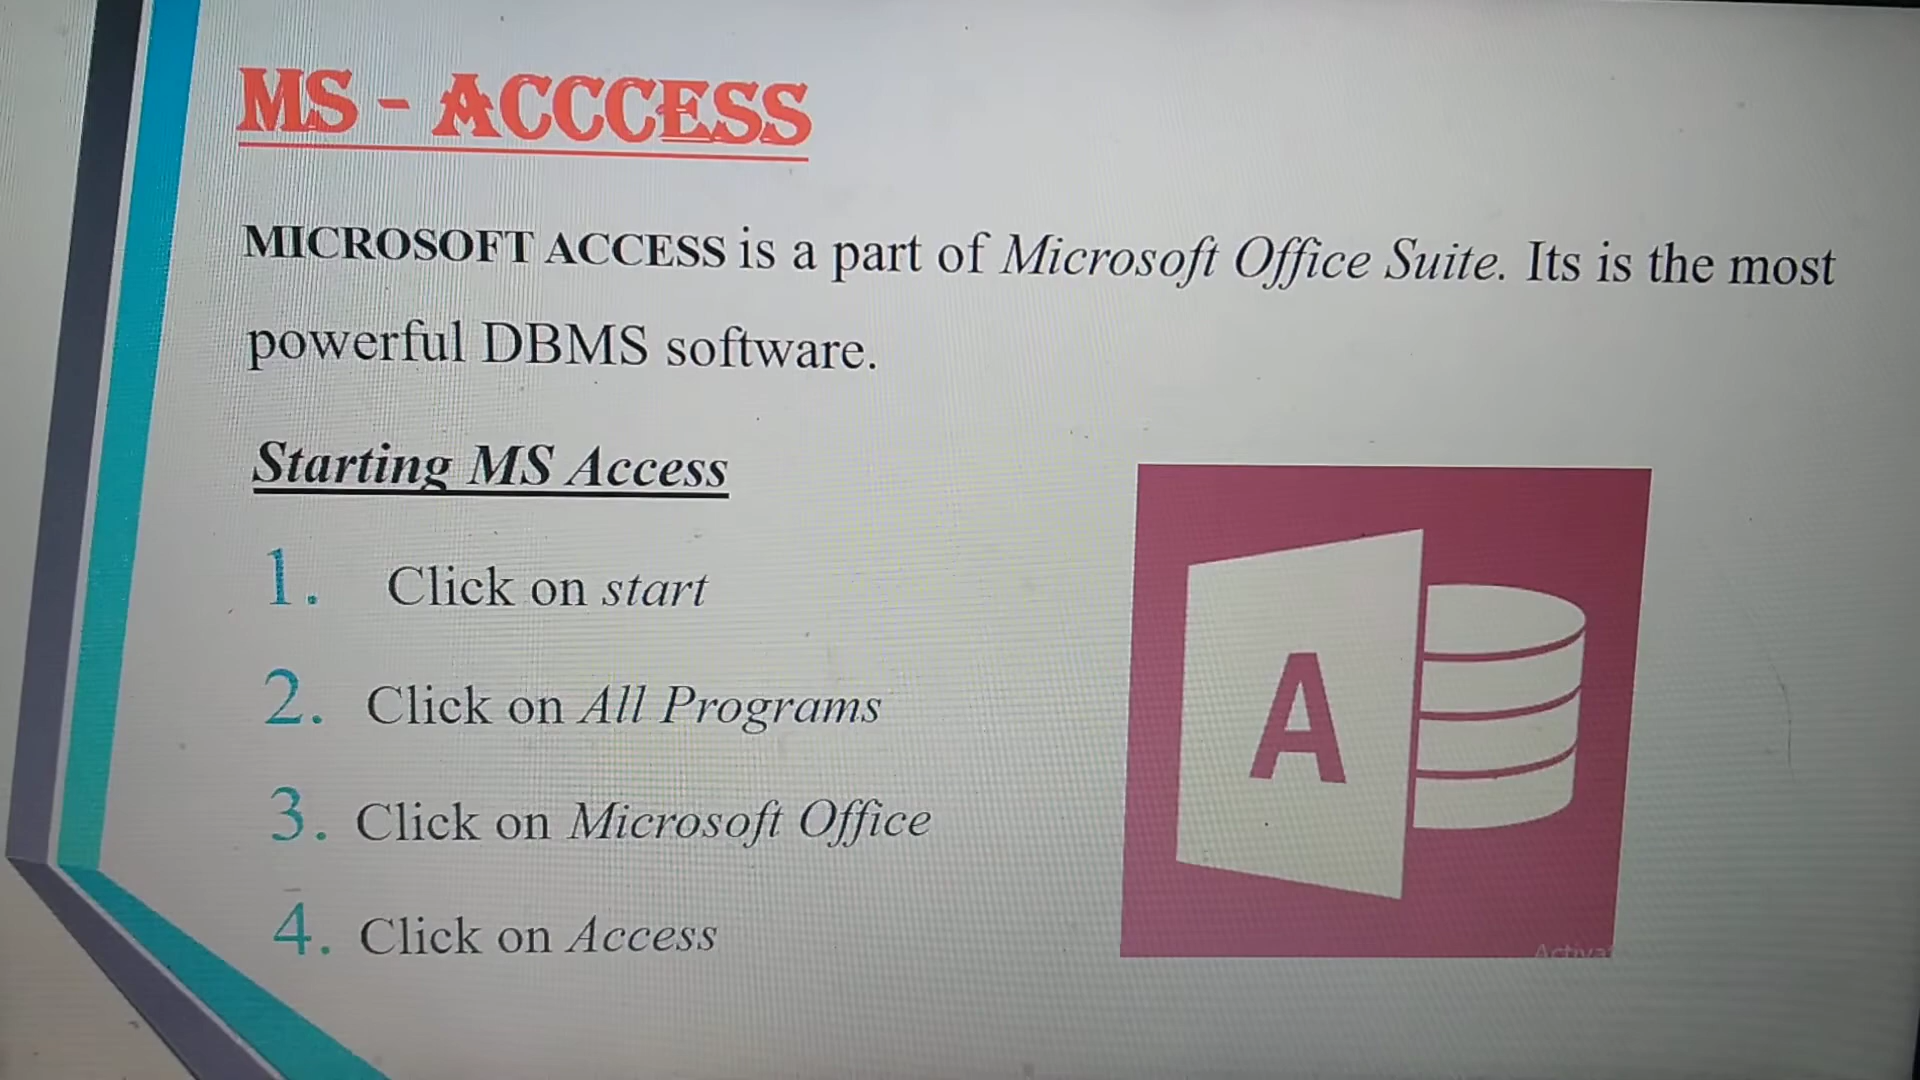 MS - ACCCESS
MICROSOFT ACCESS is a part of Microsoft Office Suite. Its is the most
powerful DBMS software.
Starting MS Access
1. Click on start
2. Click on All Programs
3. Click on Microsoft Office
4. Click on Access
A